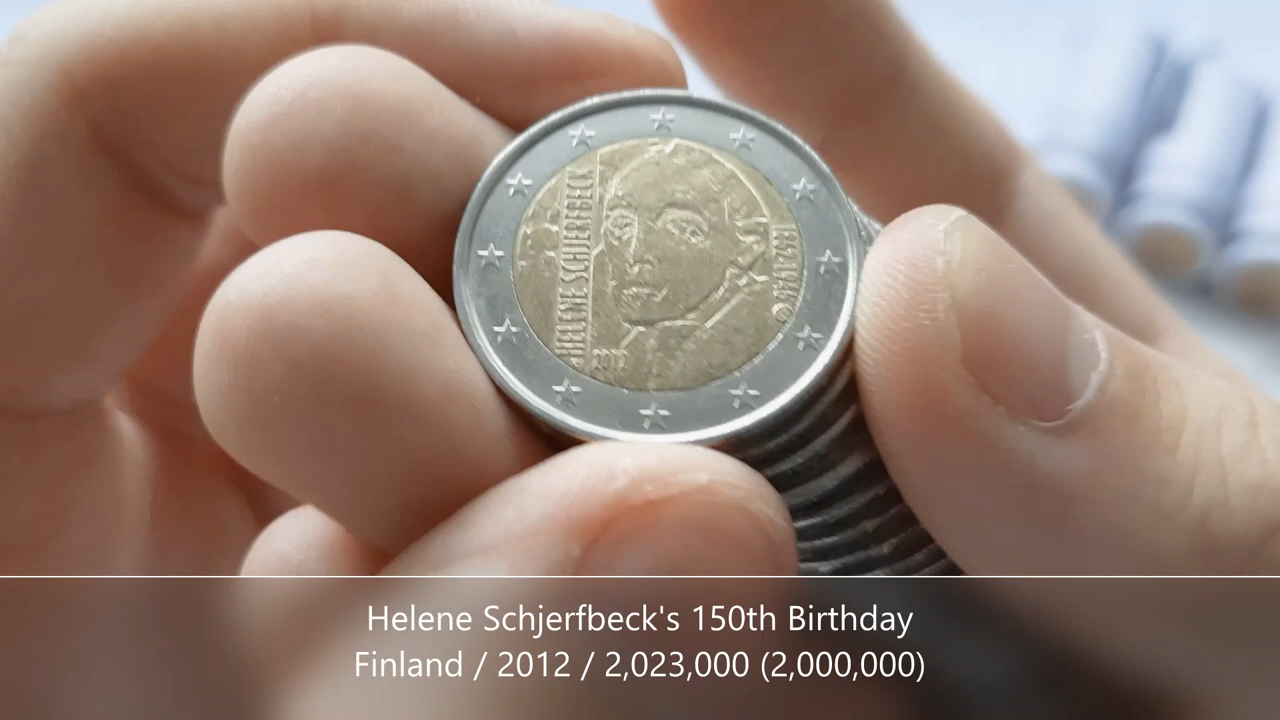 HELENE SCHJERFBECK
1862-1946
2012
Helene Schjerfbeck's 150th Birthday
Finland / 2012 / 2,023,000 (2,000,000)